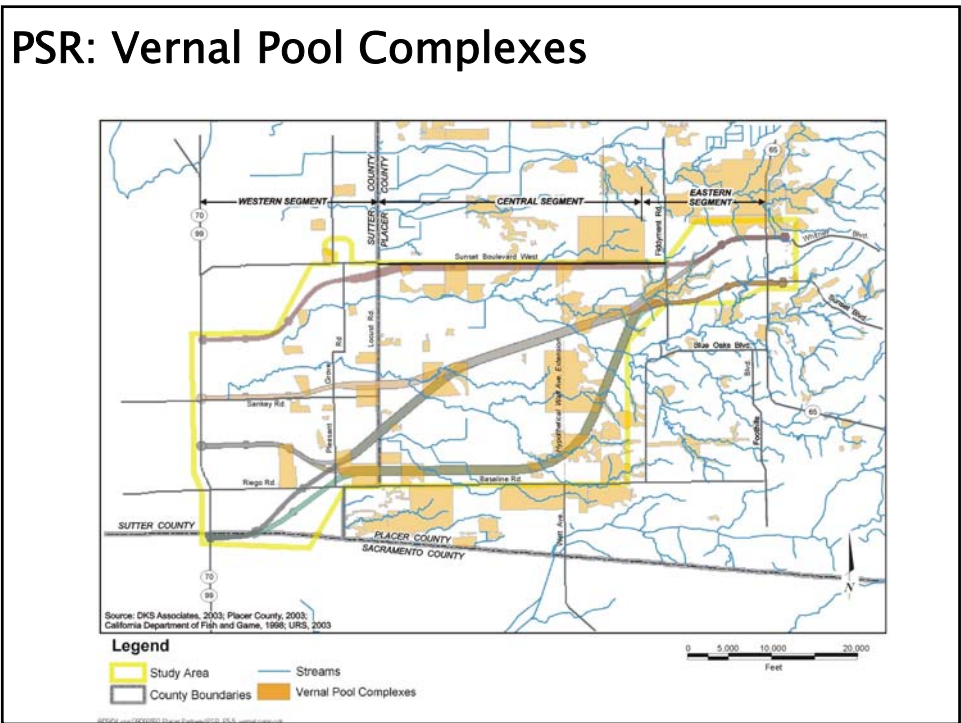 PSR: Vernal Pool Complexes
65
SUTTER COUNTY
PLACER COUNTY
WESTERN SEGMENT
CENTRAL SEGMENT
EASTERN
SEGMENT
70
99
Fiddyment Rd.
Whitney Blvd.
Sunset Boulevard West
Sunset Blvd.
Locust Rd.
Blue Oaks Blvd.
Pleasant Grove Rd
Hypothetical Watt Ave. Extension
Sankey Rd.
Foothills Blvd.
65
Riego Rd.
Baseline Rd.
Watt Ave.
SUTTER COUNTY
PLACER COUNTY
SACRAMENTO COUNTY
70
99
N
Source: DKS Associates, 2003; Placer County, 2003;
California Department of Fish and Game, 1998; URS, 2003
Legend
Study Area
Streams
County Boundaries
Vernal Pool Complexes
0 5,000 10,000 20,000
Feet